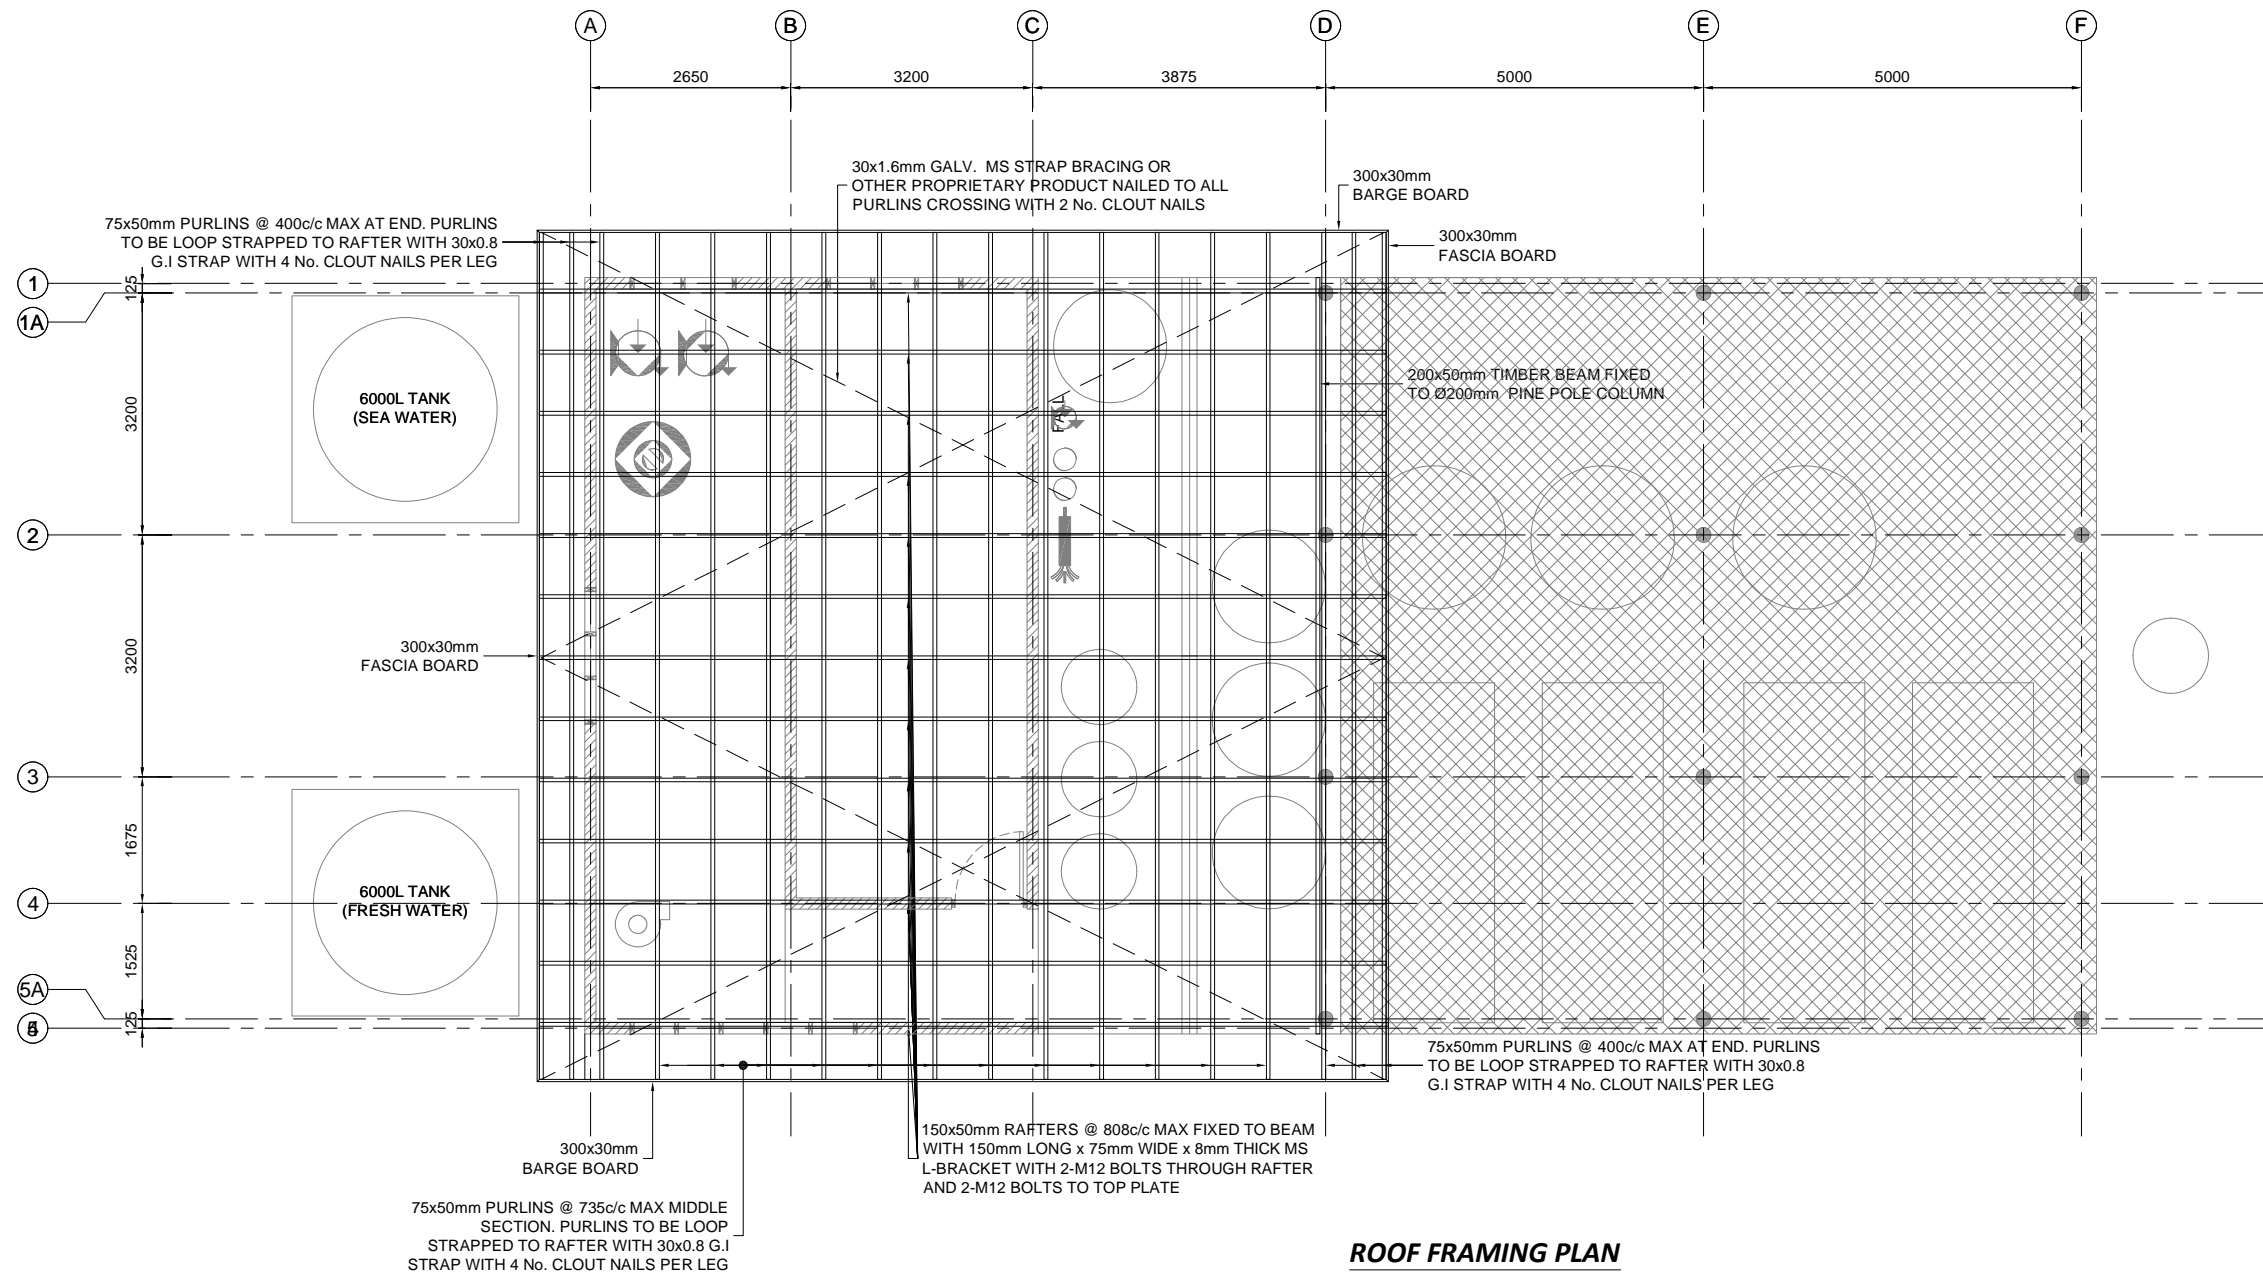 A
B
C
D
E
F
2650
3200
3875
5000
5000
30x1.6mm GALV. MS STRAP BRACING OR
OTHER PROPRIETARY PRODUCT NAILED TO ALL
PURLINS CROSSING WITH 2 No. CLOUT NAILS
300x30mm
BARGE BOARD
75x50mm PURLINS @ 400c/c MAX AT END. PURLINS
TO BE LOOP STRAPPED TO RAFTER WITH 30x0.8
G.I STRAP WITH 4 No. CLOUT NAILS PER LEG
300x30mm
FASCIA BOARD
1
125
1A
6000L TANK
(SEA WATER)
3200
200x50mm TIMBER BEAM FIXED
TO Ø200mm PINE POLE COLUMN
FALL
2
3200
300x30mm
FASCIA BOARD
3
1675
6000L TANK
(FRESH WATER)
4
1525
5A
125
75x50mm PURLINS @ 400c/c MAX AT END. PURLINS
TO BE LOOP STRAPPED TO RAFTER WITH 30x0.8
G.I STRAP WITH 4 No. CLOUT NAILS PER LEG
300x30mm
BARGE BOARD
150x50mm RAFTERS @ 808c/c MAX FIXED TO BEAM
WITH 150mm LONG x 75mm WIDE x 8mm THICK MS
L-BRACKET WITH 2-M12 BOLTS THROUGH RAFTER
AND 2-M12 BOLTS TO TOP PLATE
75x50mm PURLINS @ 735c/c MAX MIDDLE
SECTION. PURLINS TO BE LOOP
STRAPPED TO RAFTER WITH 30x0.8 G.I
STRAP WITH 4 No. CLOUT NAILS PER LEG
ROOF FRAMING PLAN